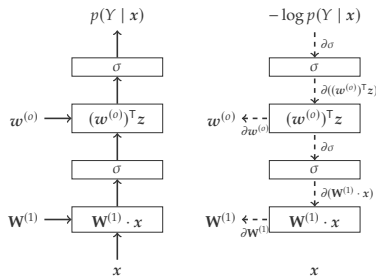 p(Y | x)
σ
w^(o) (w^(o))^T z
σ
W^(1) W^(1) · x
x
− log p(Y | x)
∂σ
σ
∂((w^(o))^T z)
w^(o) ∂w^(o) (w^(o))^T z
∂σ
σ
∂(W^(1) · x)
W^(1) ∂W^(1) W^(1) · x
x